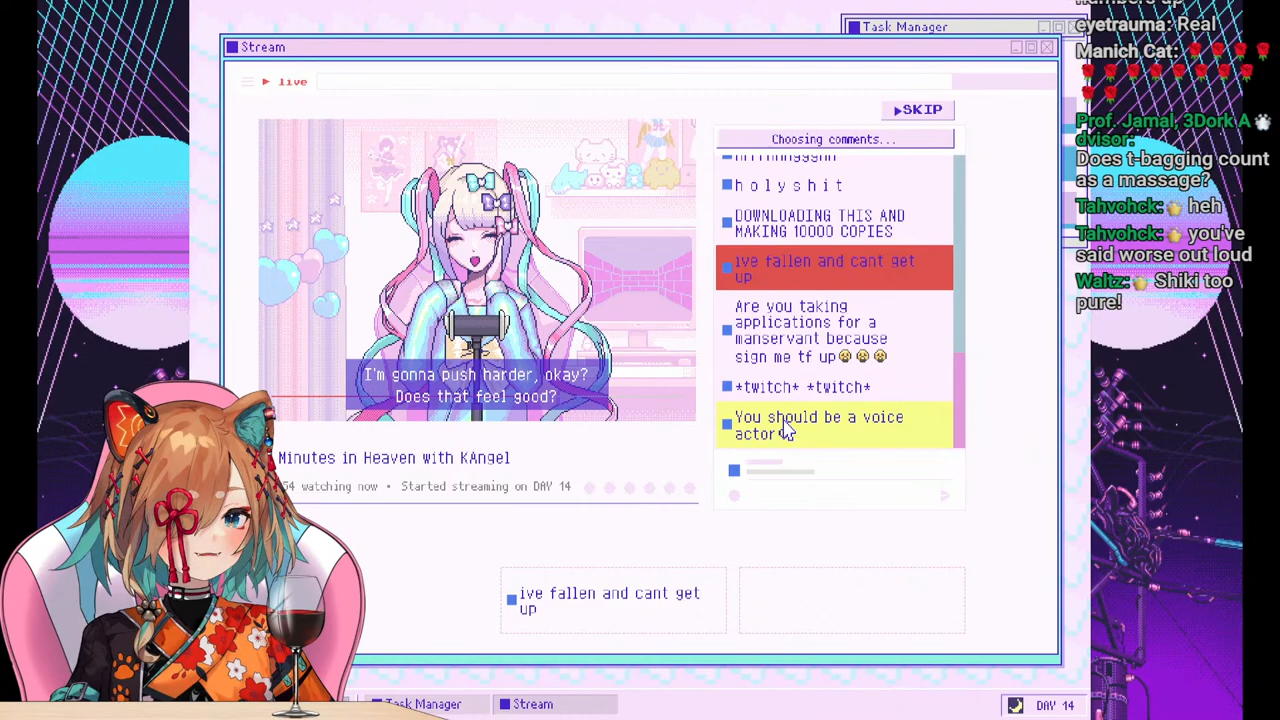 Task Manager
Stream
live
▶SKIP
Choosing comments...
h o l y s h i t
DOWNLOADING THIS AND
MAKING 10000 COPIES
ive fallen and cant get
up
Are you taking
applications for a
manservant because
sign me tf up😩😩😩
*twitch* *twitch*
You should be a voice
actor
I'm gonna push harder, okay?
Does that feel good?
Minutes in Heaven with KAngel
54 watching now • Started streaming on DAY 14
ive fallen and cant get
up
Task Manager
Stream
DAY 14
numbers up
eyetrauma: Real
Manich Cat: 🌹🌹🌹🌹
🌹🌹🌹🌹🌹🌹🌹🌹
🌹🌹
Prof. Jamal, 3Dork A
dvisor:
Does t-bagging count
as a massage?
Tahvohck: heh
Tahvohck: you've
said worse out loud
Waltz: Shiki too
pure!